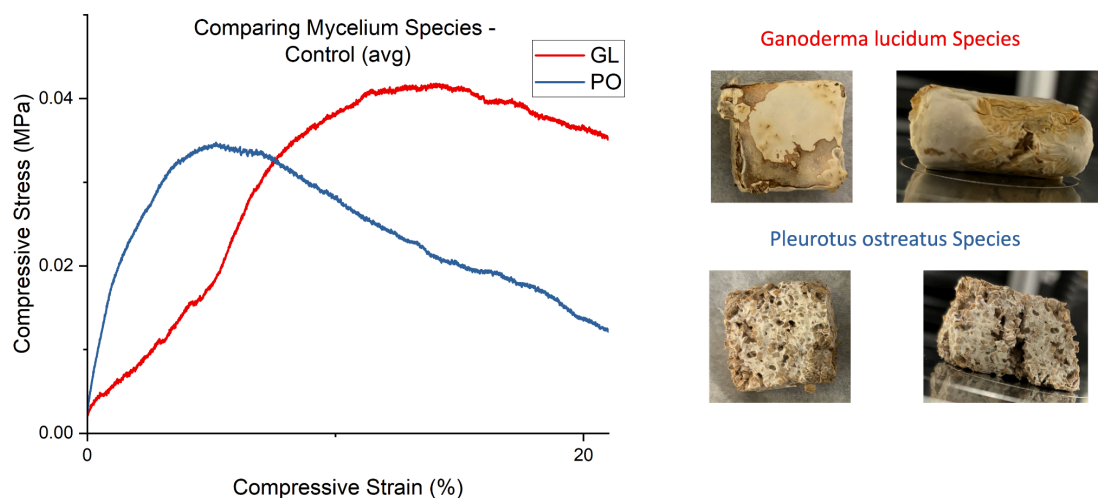 Comparing Mycelium Species -
Control (avg)
GL
PO
Compressive Stress (MPa)
0.04
0.02
0.00
0
20
Compressive Strain (%)
Ganoderma lucidum Species
Pleurotus ostreatus Species